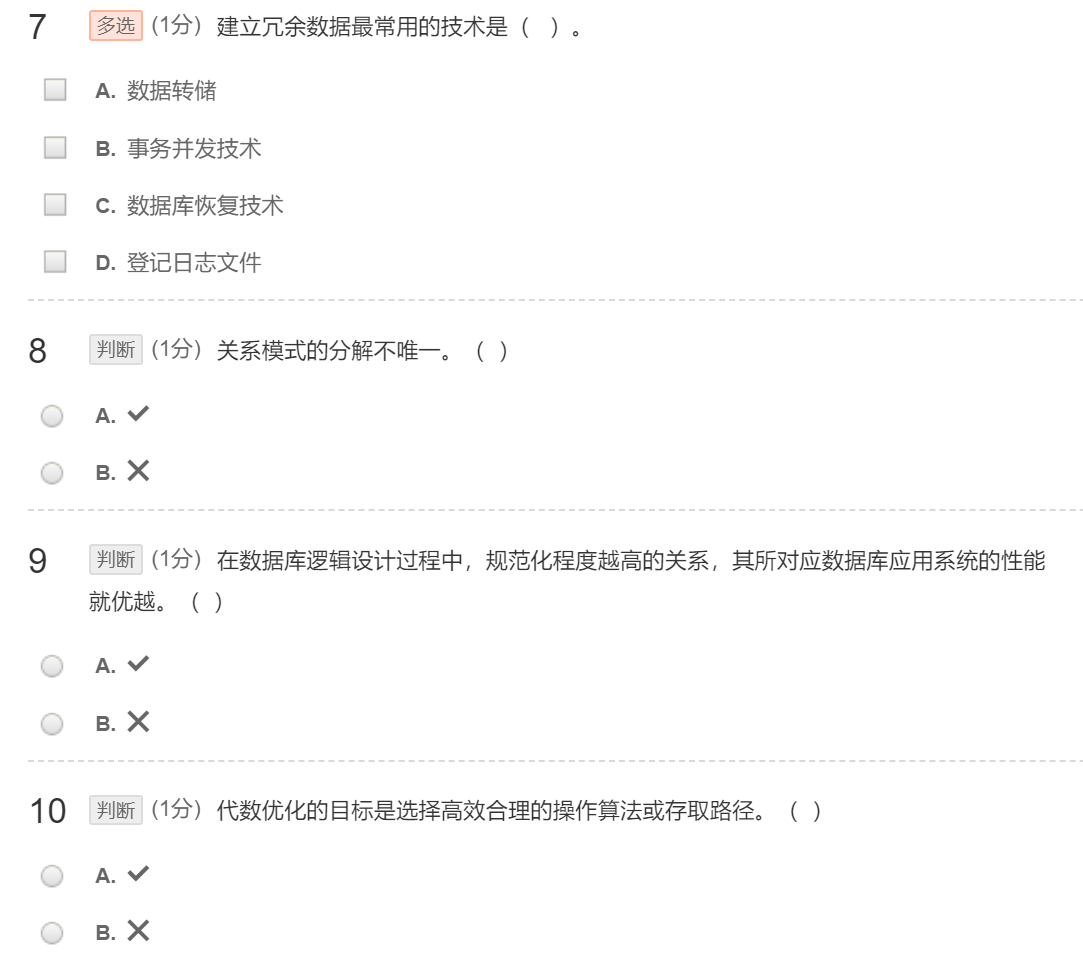 7 多选 (1分) 建立冗余数据最常用的技术是（　）。
A. 数据转储
B. 事务并发技术
C. 数据库恢复技术
D. 登记日志文件
8 判断 (1分) 关系模式的分解不唯一。（ ）
A. ✔
B. ✕
9 判断 (1分) 在数据库逻辑设计过程中，规范化程度越高的关系，其所对应数据库应用系统的性能
就优越。（ ）
A. ✔
B. ✕
10 判断 (1分) 代数优化的目标是选择高效合理的操作算法或存取路径。（ ）
A. ✔
B. ✕